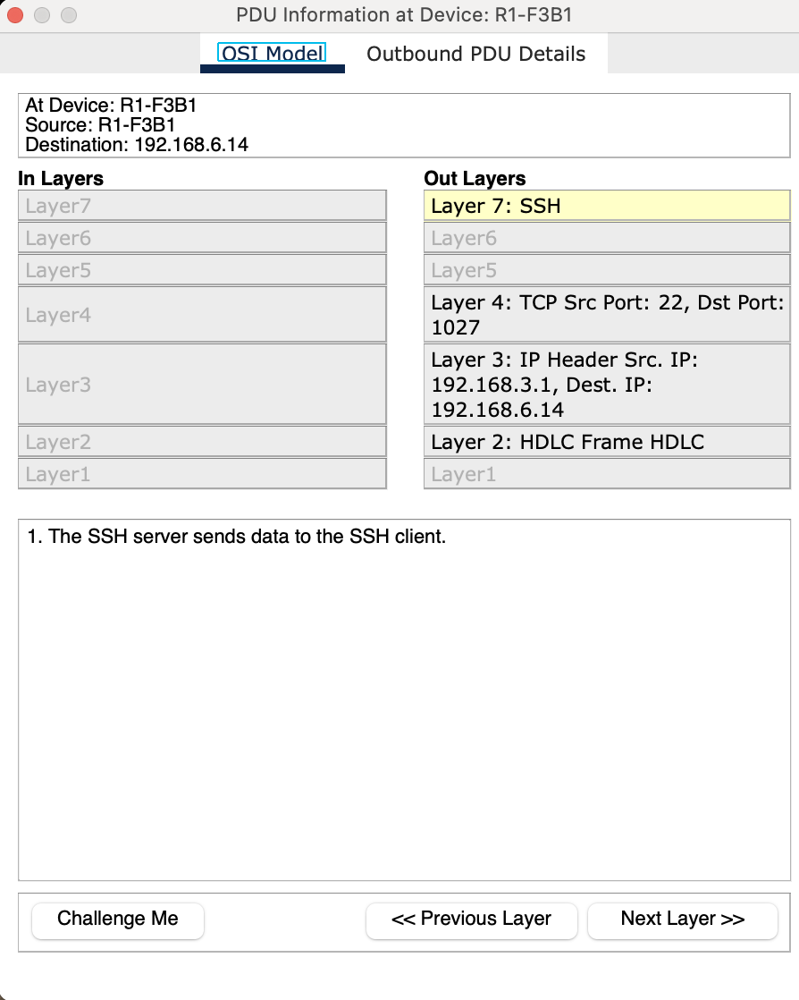 PDU Information at Device: R1-F3B1
OSI Model
Outbound PDU Details
At Device: R1-F3B1
Source: R1-F3B1
Destination: 192.168.6.14
In Layers
Layer7
Layer6
Layer5
Layer4
Layer3
Layer2
Layer1
Out Layers
Layer 7: SSH
Layer6
Layer5
Layer 4: TCP Src Port: 22, Dst Port:
1027
Layer 3: IP Header Src. IP:
192.168.3.1, Dest. IP:
192.168.6.14
Layer 2: HDLC Frame HDLC
Layer1
1. The SSH server sends data to the SSH client.
Challenge Me
<< Previous Layer
Next Layer >>